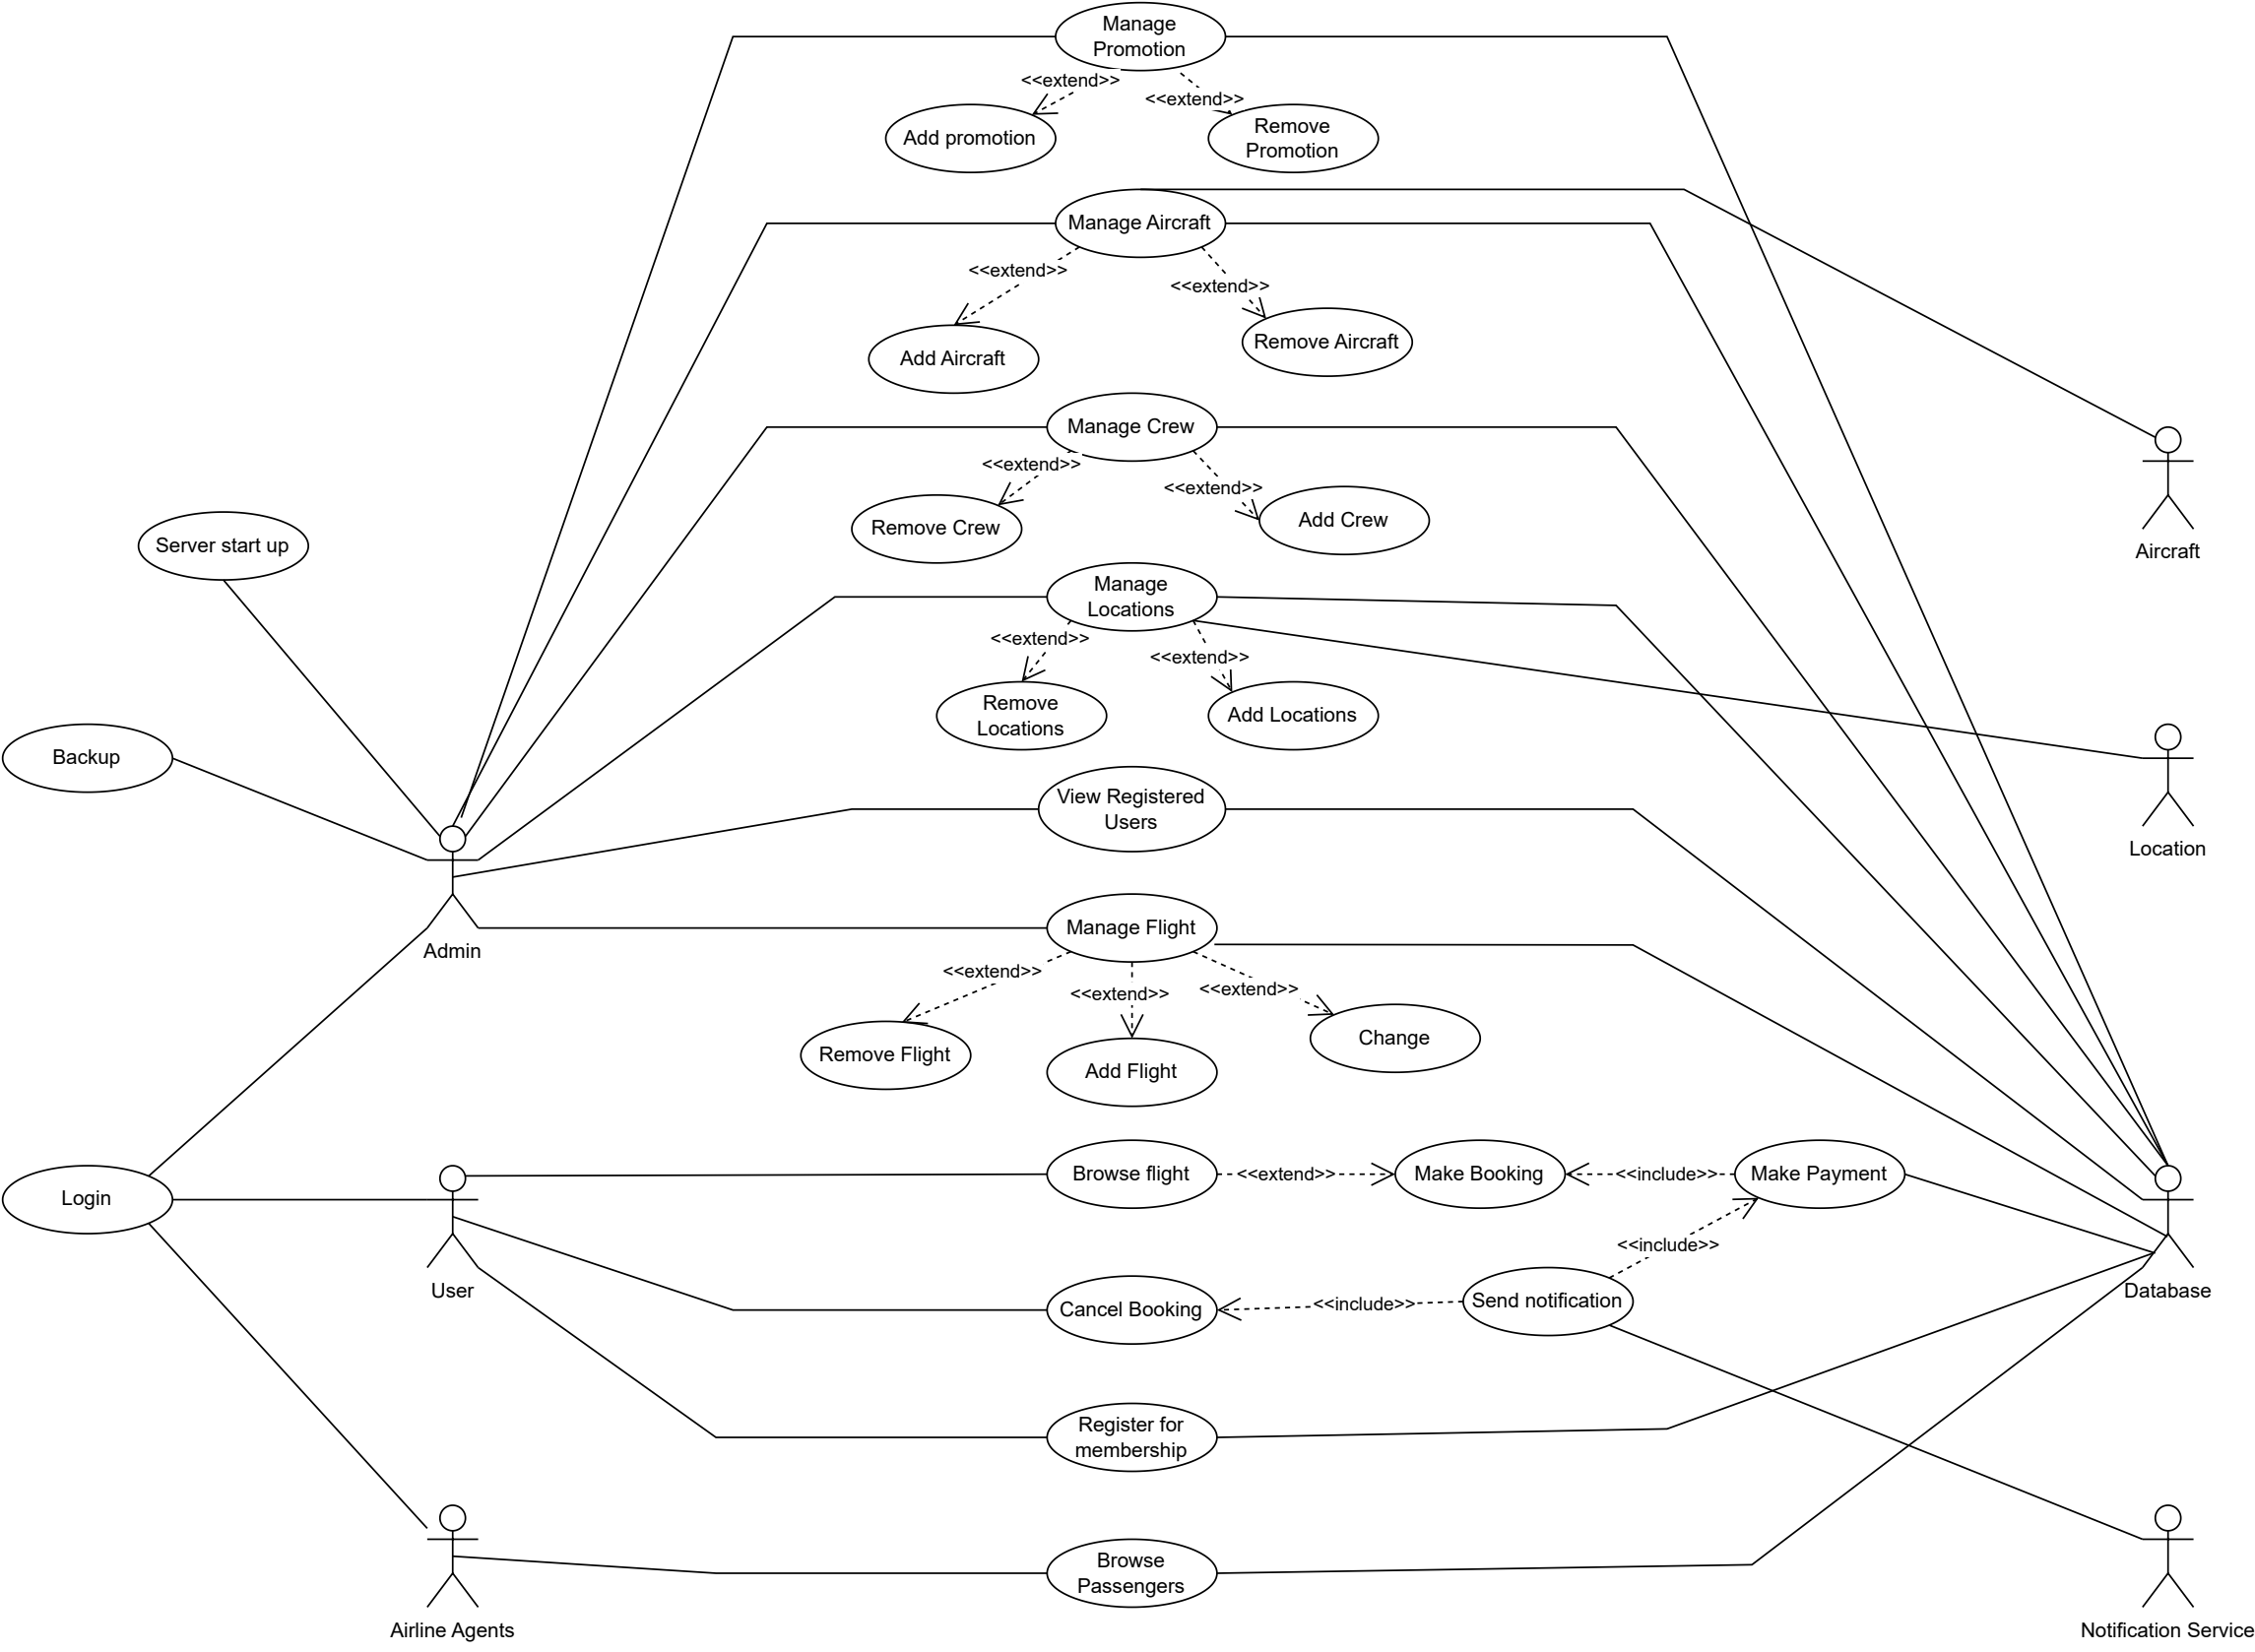 Manage
Promotion
<<extend>>
<<extend>>
Add promotion
Remove
Promotion
Manage Aircraft
<<extend>>
<<extend>>
Add Aircraft
Remove Aircraft
Manage Crew
<<extend>>
<<extend>>
Remove Crew
Add Crew
Aircraft
Server start up
Manage
Locations
<<extend>>
<<extend>>
Remove
Locations
Add Locations
Backup
Location
View Registered
Users
Manage Flight
Admin
<<extend>>
<<extend>>
<<extend>>
Remove Flight
Add Flight
Change
Login
Browse flight
<<extend>>
Make Booking
<<include>>
Make Payment
<<include>>
User
Cancel Booking
<<include>>
Send notification
Database
Register for
membership
Browse
Passengers
Airline Agents
Notification Service